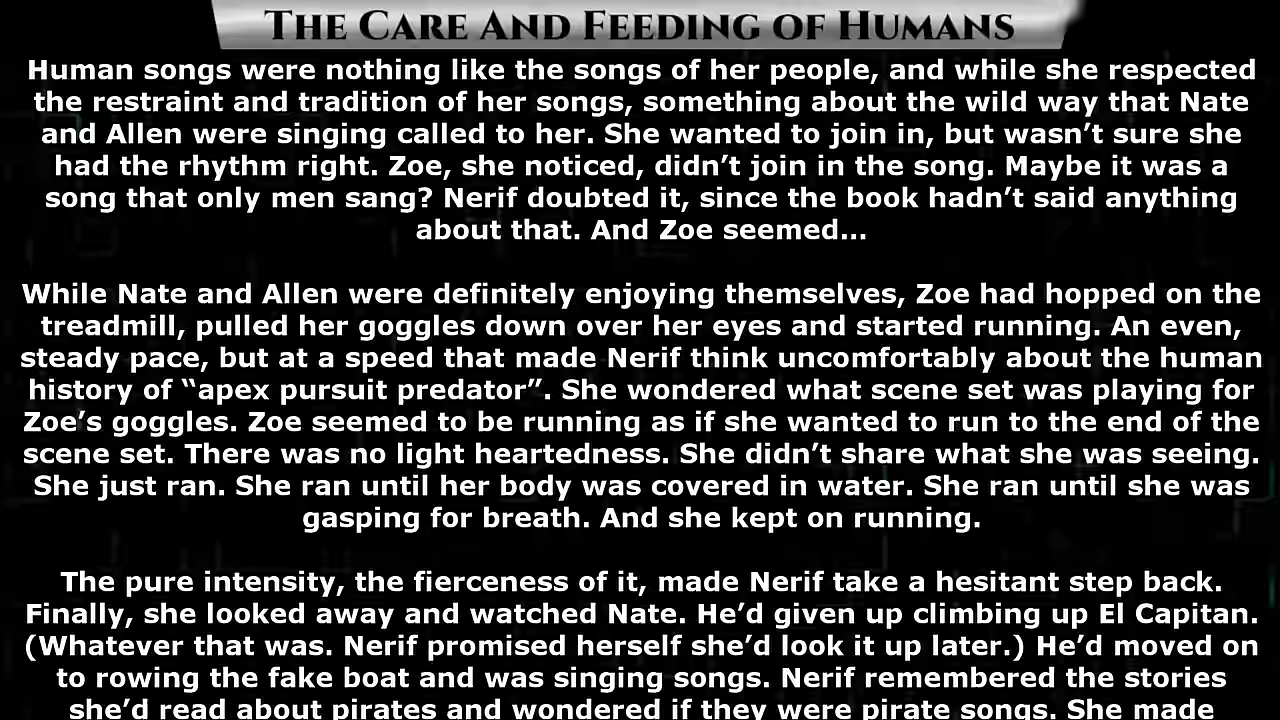 The Care And Feeding of Humans
Human songs were nothing like the songs of her people, and while she respected
the restraint and tradition of her songs, something about the wild way that Nate
and Allen were singing called to her. She wanted to join in, but wasn’t sure she
had the rhythm right. Zoe, she noticed, didn’t join in the song. Maybe it was a
song that only men sang? Nerif doubted it, since the book hadn’t said anything
about that. And Zoe seemed...
While Nate and Allen were definitely enjoying themselves, Zoe had hopped on the
treadmill, pulled her goggles down over her eyes and started running. An even,
steady pace, but at a speed that made Nerif think uncomfortably about the human
history of “apex pursuit predator”. She wondered what scene set was playing for
Zoe’s goggles. Zoe seemed to be running as if she wanted to run to the end of the
scene set. There was no light heartedness. She didn’t share what she was seeing.
She just ran. She ran until her body was covered in water. She ran until she was
gasping for breath. And she kept on running.
The pure intensity, the fierceness of it, made Nerif take a hesitant step back.
Finally, she looked away and watched Nate. He’d given up climbing up El Capitan.
(Whatever that was. Nerif promised herself she’d look it up later.) He’d moved on
to rowing the fake boat and was singing songs. Nerif remembered the stories
she’d read about pirates and wondered if they were pirate songs. She made